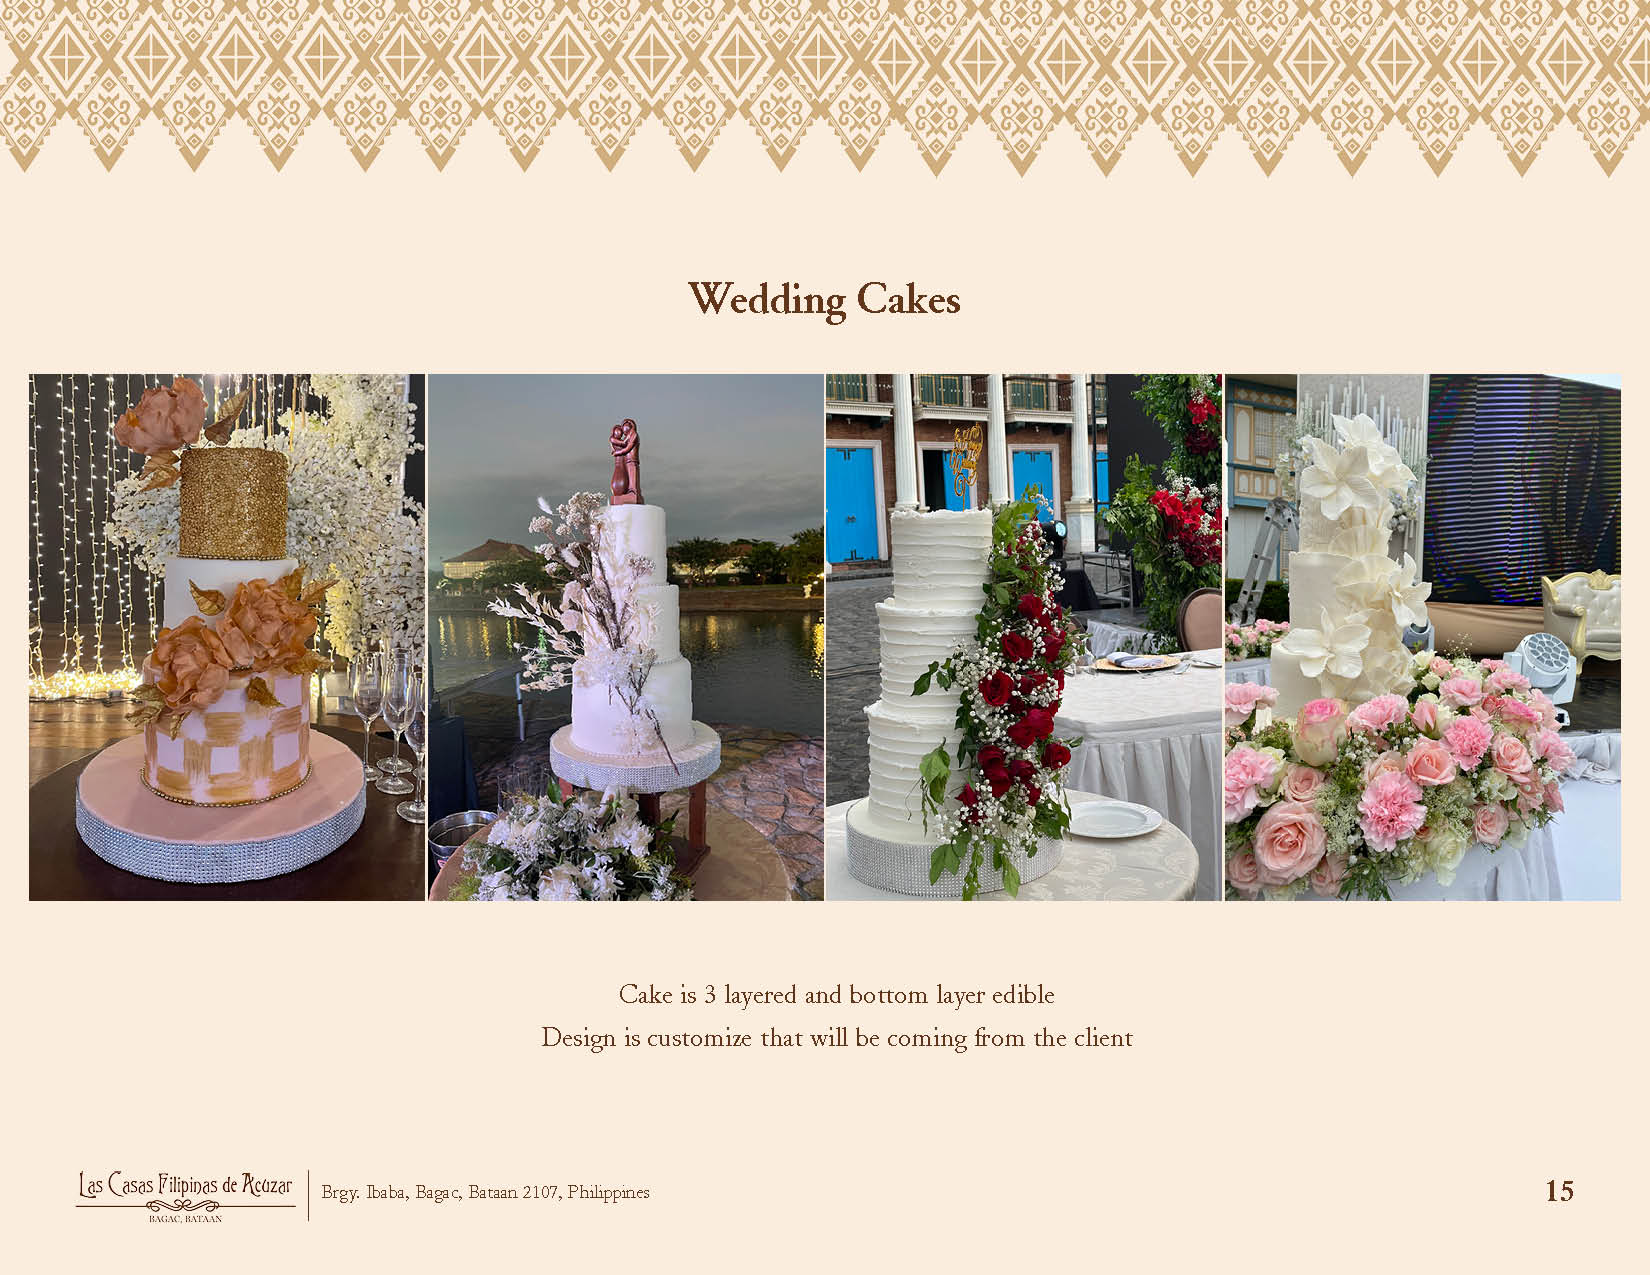 Wedding Cakes
Cake is 3 layered and bottom layer edible
Design is customize that will be coming from the client
Las Casas Filipinas de Acuzar
BAGAC, BATAAN
Brgy. Ibaba, Bagac, Bataan 2107, Philippines
15